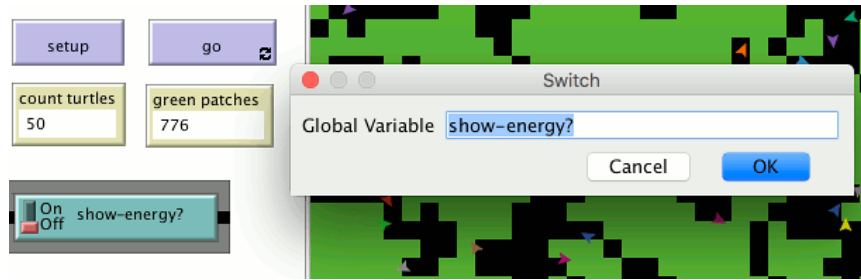 setup
go
count turtles
50
green patches
776
On
Off
show-energy?
Switch
Global Variable show-energy?
Cancel
OK